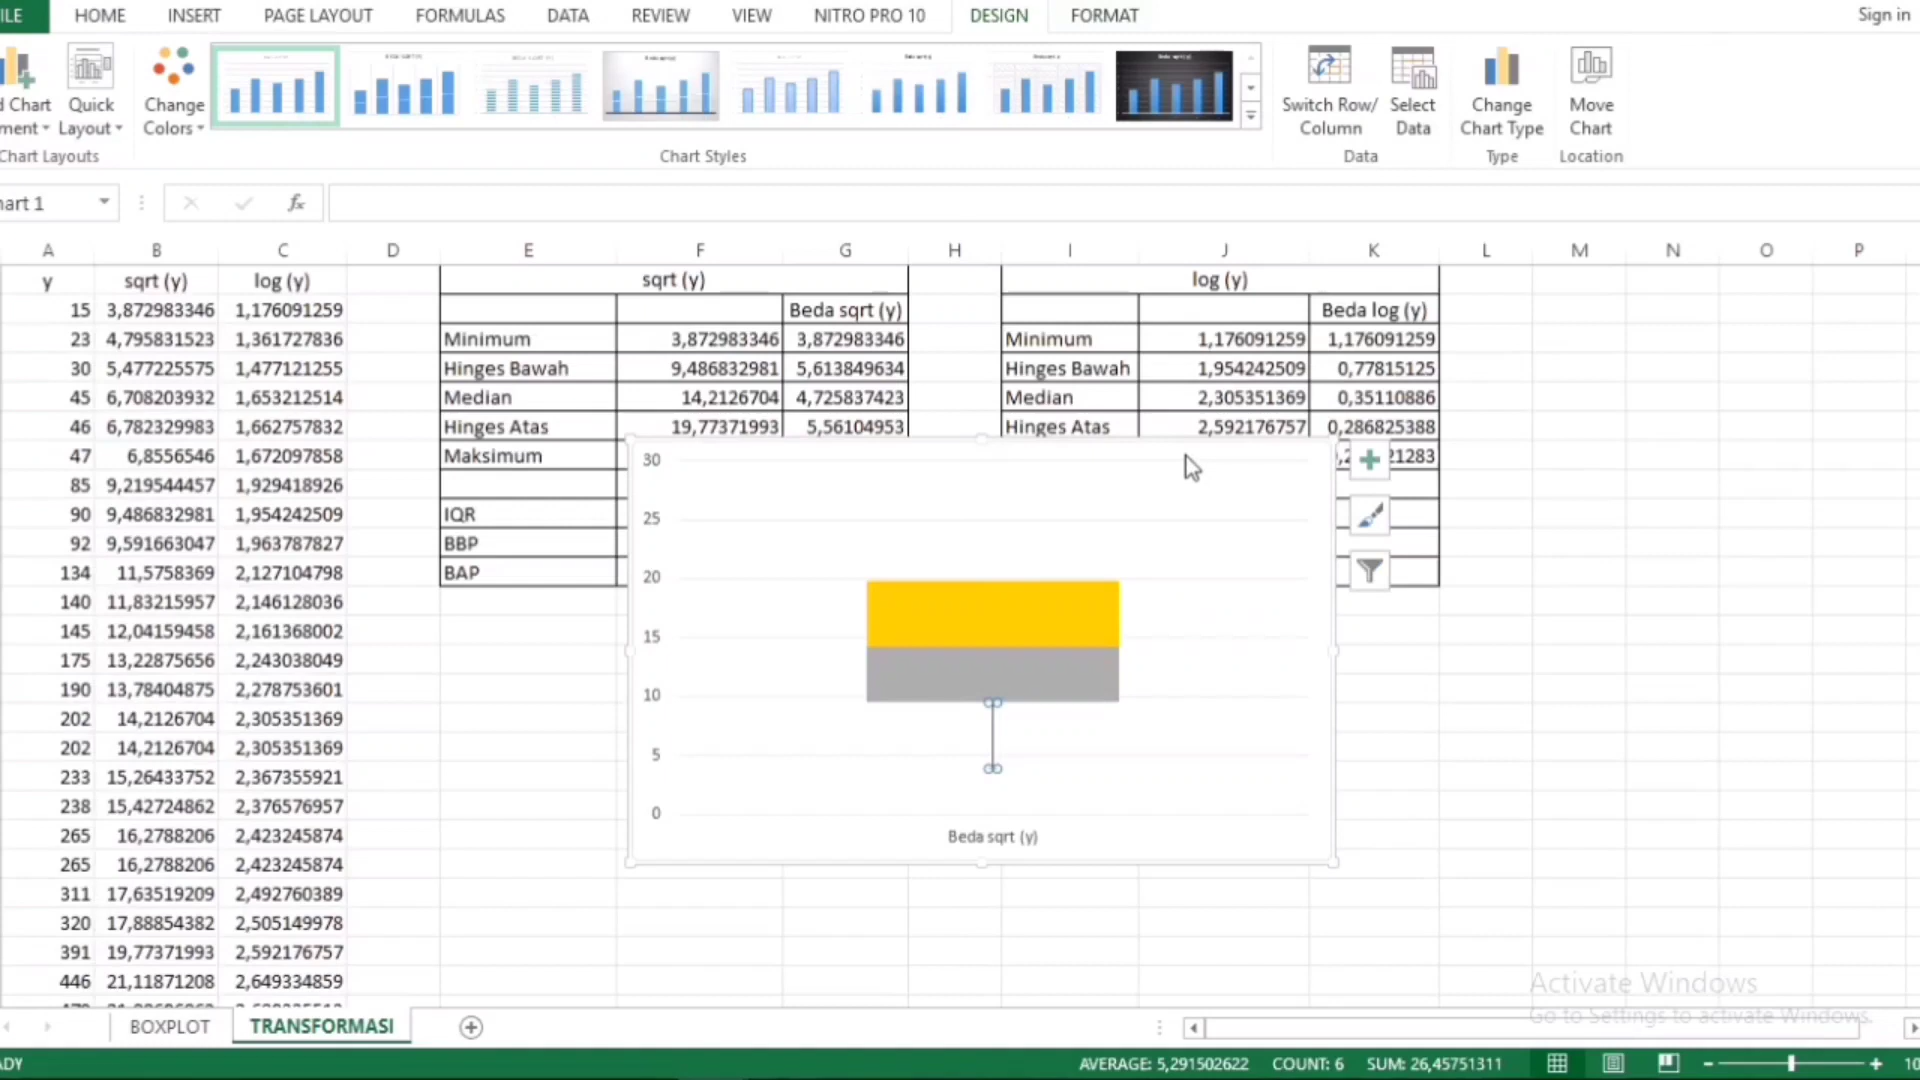 ILE HOME INSERT PAGE LAYOUT FORMULAS DATA REVIEW VIEW NITRO PRO 10 DESIGN FORMAT Sign in
d Chart Quick Change Switch Row/ Select Change Move
ment Layout Colors Column Data Chart Type Chart
Chart Layouts Chart Styles Data Type Location
hart 1 fx
A B C D E F G H I J K L M N O P
y sqrt (y) log (y) sqrt (y) log (y)
15 3,872983346 1,176091259 Beda sqrt (y) Beda log (y)
23 4,795831523 1,361727836 Minimum 3,872983346 3,872983346 Minimum 1,176091259 1,176091259
30 5,477225575 1,477121255 Hinges Bawah 9,486832981 5,613849634 Hinges Bawah 1,954242509 0,77815125
45 6,708203932 1,653212514 Median 14,2126704 4,725837423 Median 2,305351369 0,35110886
46 6,782329983 1,662757832 Hinges Atas 19,77371993 5,56104953 Hinges Atas 2,592176757 0,286825388
47 6,8556546 1,672097858 Maksimum 30 21283
85 9,219544457 1,929418926
90 9,486832981 1,954242509 IQR 25
92 9,591663047 1,963787827 BBP
134 11,5758369 2,127104798 BAP 20
140 11,83215957 2,146128036
145 12,04159458 2,161368002 15
175 13,22875656 2,243038049
190 13,78404875 2,278753601 10
202 14,2126704 2,305351369
202 14,2126704 2,305351369 5
233 15,26433752 2,367355921
238 15,42724862 2,376576957 0
265 16,2788206 2,423245874 Beda sqrt (y)
265 16,2788206 2,423245874
311 17,63519209 2,492760389
320 17,88854382 2,505149978
391 19,77371993 2,592176757
446 21,11871208 2,649334859
Activate Windows
Go to Settings to activate Windows.
BOXPLOT TRANSFORMASI
ADY AVERAGE: 5,291502622 COUNT: 6 SUM: 26,45751311 10